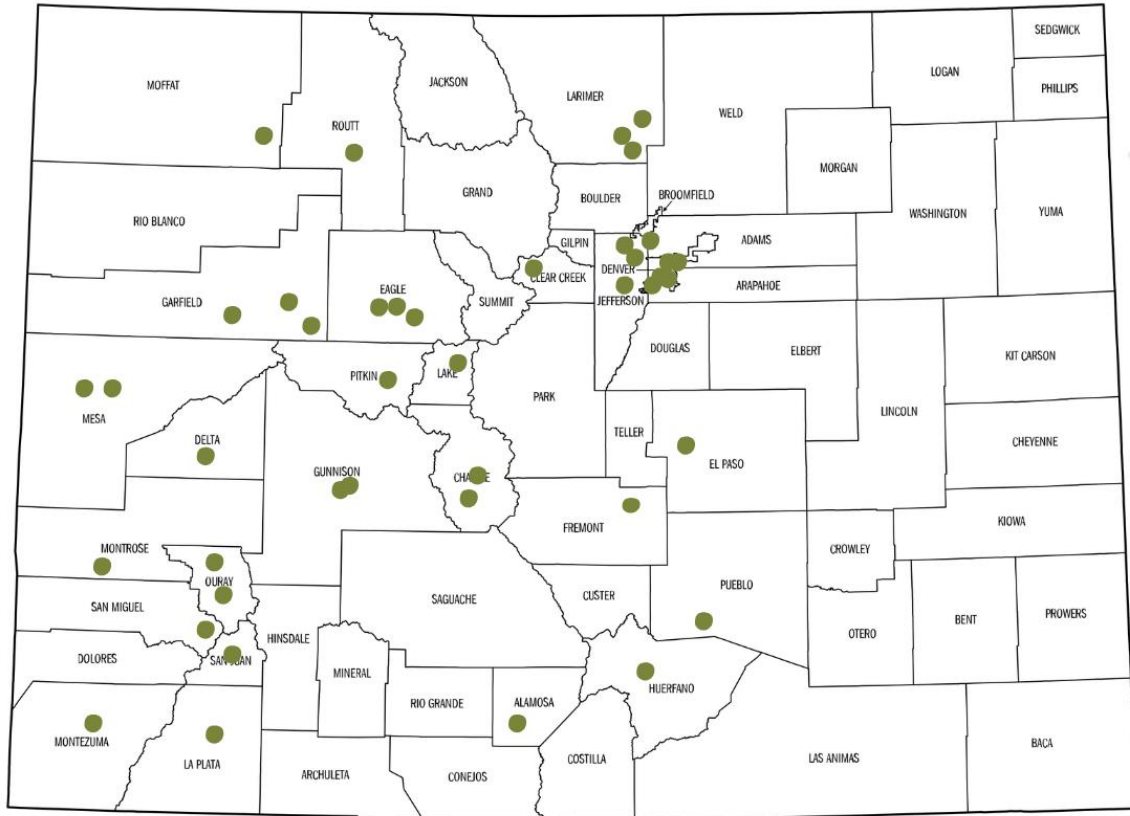 SEDGWICK
LOGAN
MOFFAT
JACKSON
PHILLIPS
LARIMER
WELD
ROUTT
MORGAN
GRAND
BOULDER
BROOMFIELD
RIO BLANCO
WASHINGTON
YUMA
GILPIN
ADAMS
DENVER
CLEAR CREEK
ARAPAHOE
EAGLE
GARFIELD
SUMMIT
JEFFERSON
DOUGLAS
ELBERT
KIT CARSON
LAKE
PITKIN
PARK
LINCOLN
MESA
TELLER
DELTA
CHEYENNE
EL PASO
GUNNISON
CHAFFEE
KIOWA
FREMONT
MONTROSE
CROWLEY
OURAY
PUEBLO
CUSTER
SAGUACHE
SAN MIGUEL
PROWERS
BENT
OTERO
HINSDALE
DOLORES
SAN JUAN
MINERAL
HUERFANO
RIO GRANDE
ALAMOSA
MONTEZUMA
BACA
LAS ANIMAS
COSTILLA
LA PLATA
ARCHULETA
CONEJOS